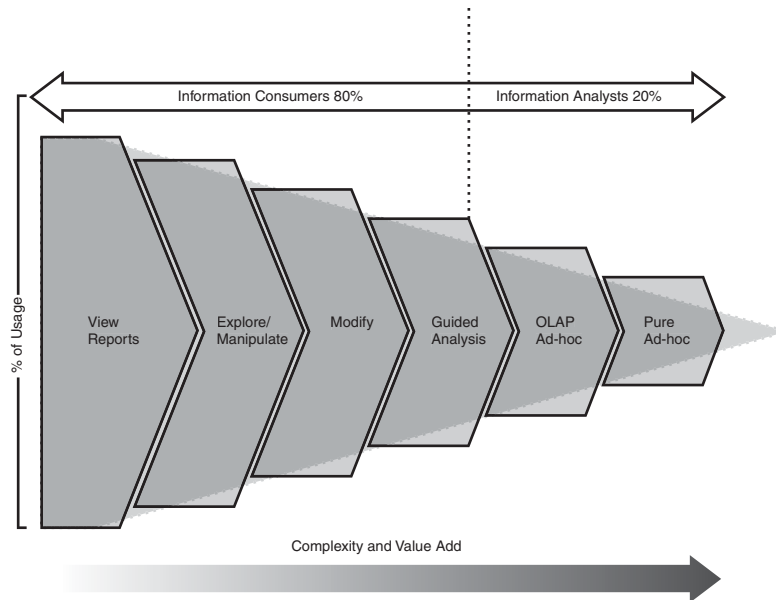 Information Consumers 80%
Information Analysts 20%
% of Usage
View
Reports
Explore/
Manipulate
Modify
Guided
Analysis
OLAP
Ad-hoc
Pure
Ad-hoc
Complexity and Value Add